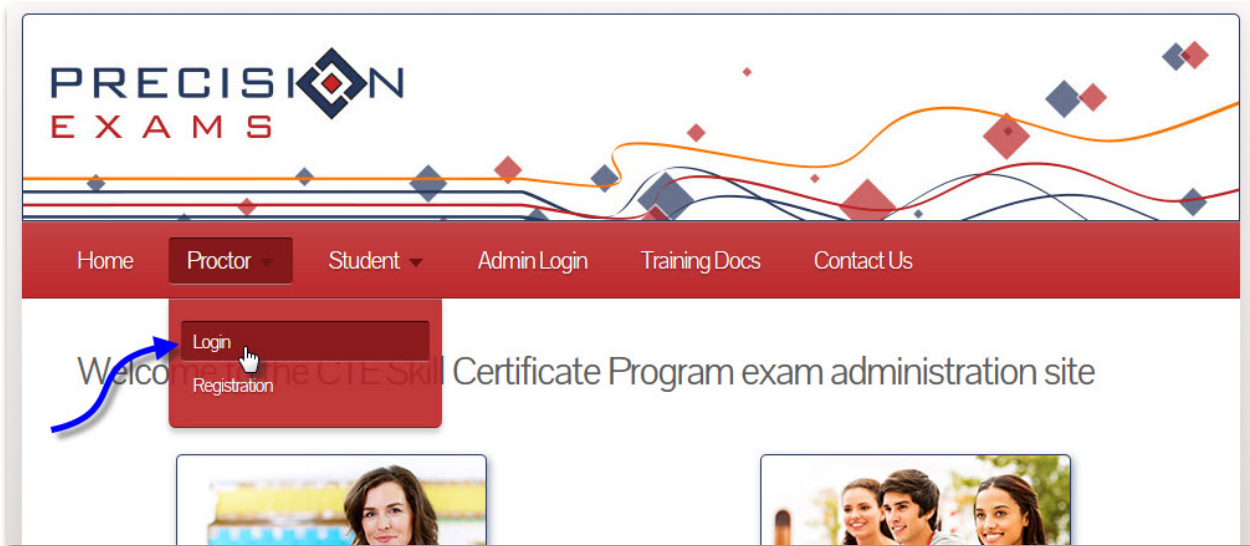 PRECISION
EXAMS
Home Proctor Student Admin Login Training Docs Contact Us
Login
Registration
Welcome to the CTE Skill Certificate Program exam administration site